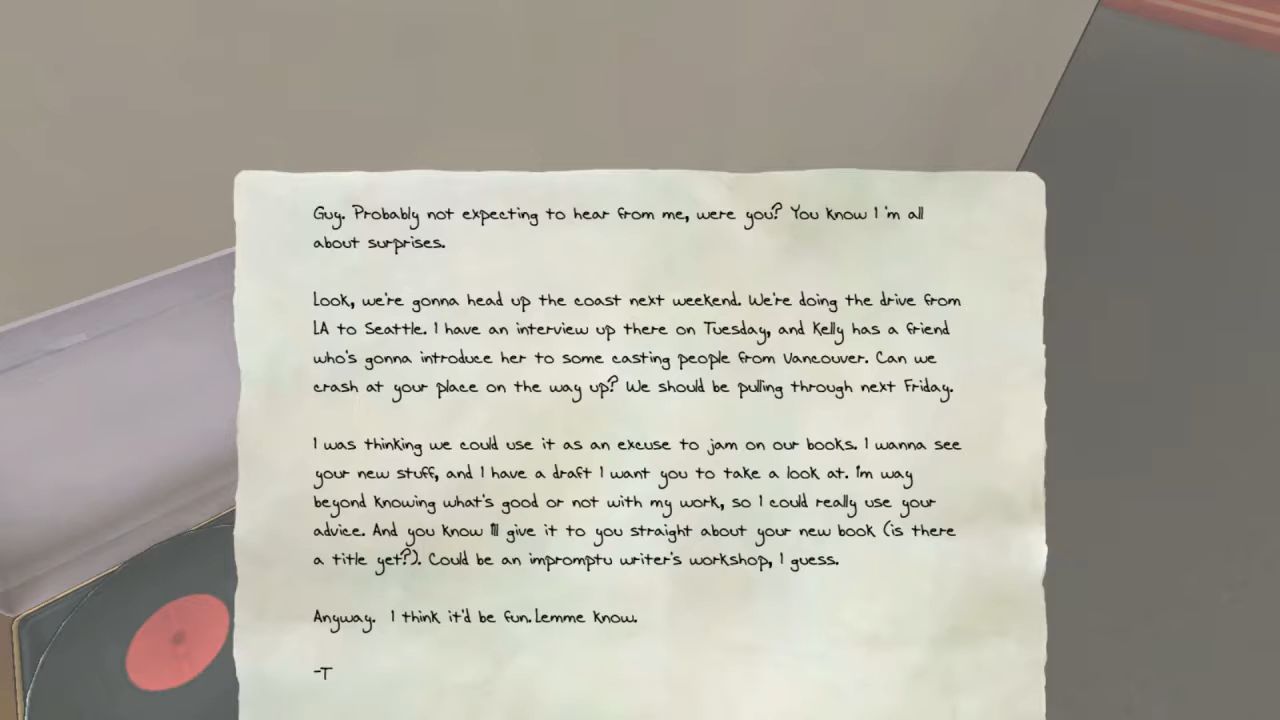 Guy. Probably not expecting to hear from me, were you? You know I'm all
about surprises.
Look, we're gonna head up the coast next weekend. We're doing the drive from
LA to Seattle. I have an interview up there on Tuesday, and Kelly has a friend
who's gonna introduce her to some casting people from Vancouver. Can we
crash at your place on the way up? We should be pulling through next Friday.
I was thinking we could use it as an excuse to jam on our books. I wanna see
your new stuff, and I have a draft I want you to take a look at. I'm way
beyond knowing what's good or not with my work, so I could really use your
advice. And you know I'll give it to you straight about your new book (is there
a title yet?). Could be an impromptu writer's workshop, I guess.
Anyway. I think it'd be fun. Lemme know.
-T